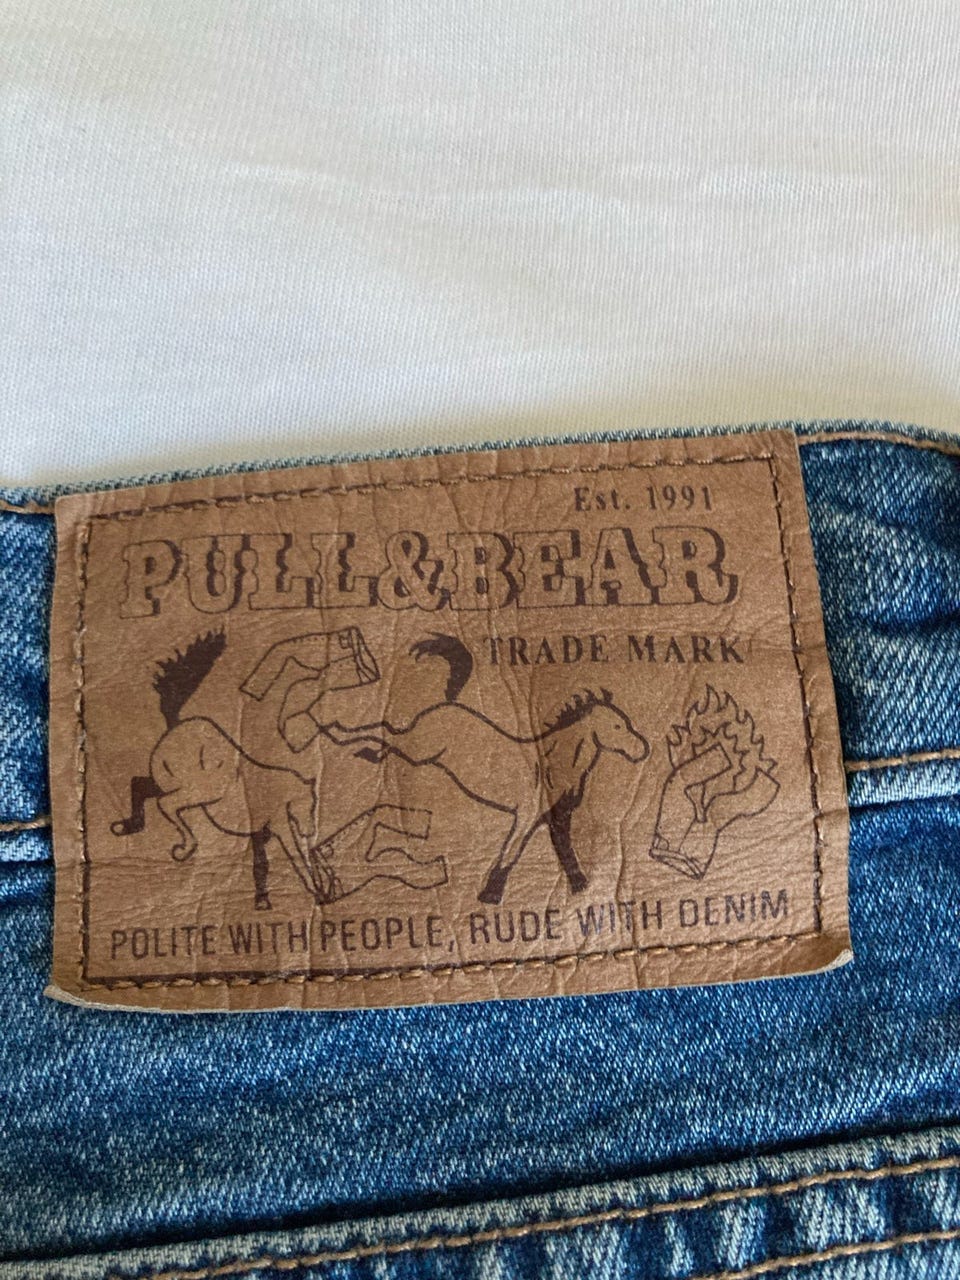 Est. 1991
PULL&BEAR
TRADE MARK
POLITE WITH PEOPLE, RUDE WITH DENIM